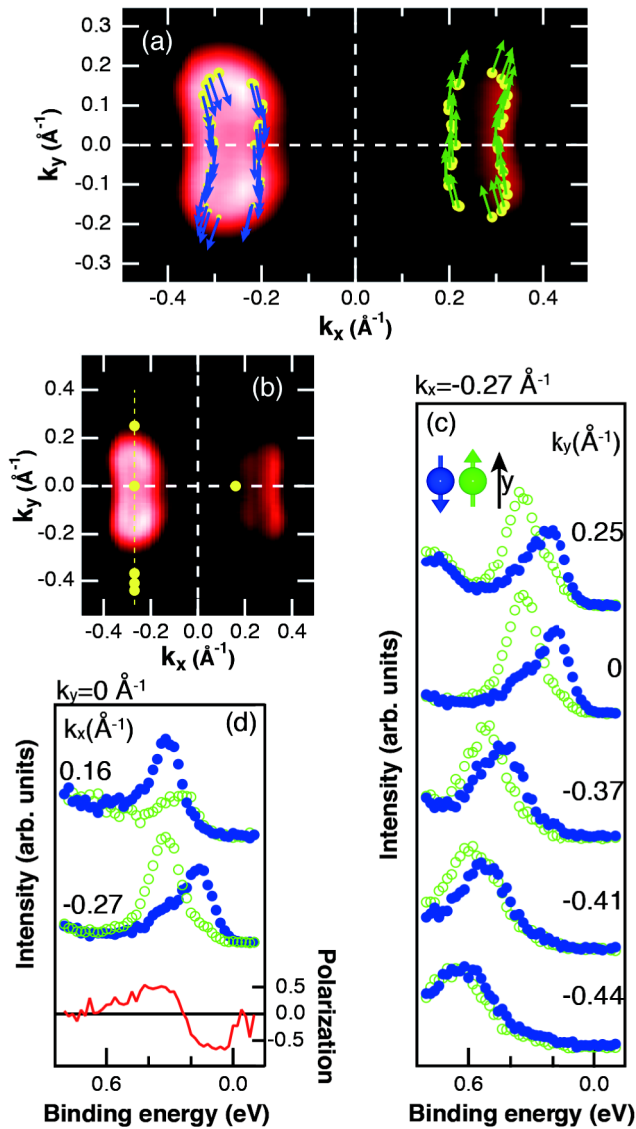 (a)
0.3
0.2
0.1
0.0
-0.1
-0.2
0.3
ky (Å-1)
-0.4 -0.2 0.0 0.2 0.4
kx (Å-1)
(b)
0.4
0.2
0.0
-0.2
-0.4
ky (Å-1)
-0.4 0.0 0.4
kx (Å-1)
kx=-0.27 Å-1
(c)
ky(Å-1)
y
0.25
0
-0.37
-0.41
-0.44
Intensity (arb. units)
0.6 0.0
Binding energy (eV)
ky=0 Å-1
(d)
kx(Å-1)
0.16
-0.27
Intensity (arb. units)
0.5
0.0
-0.5
Polarization
0.6 0.0
Binding energy (eV)